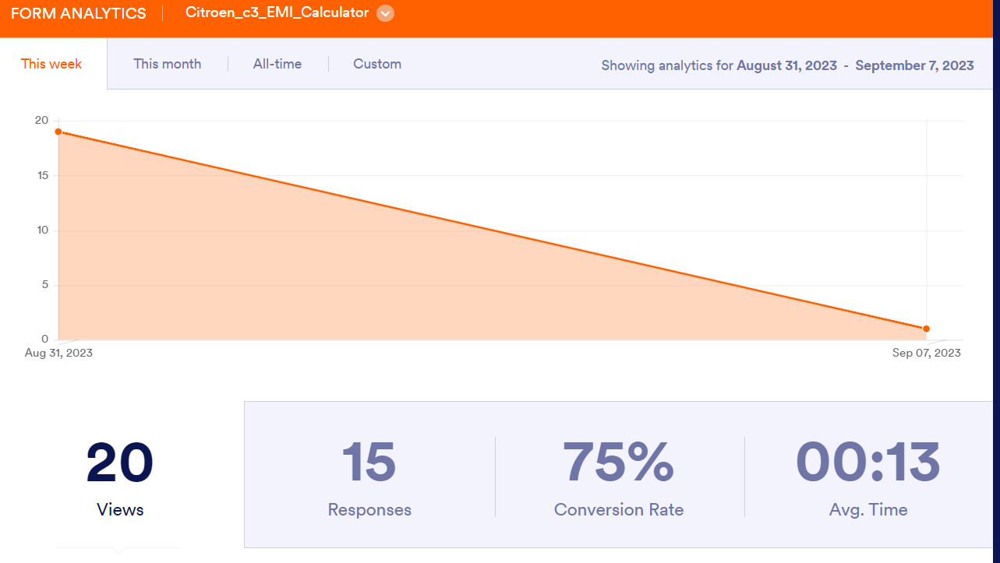 FORM ANALYTICS Citroen_c3_EMI_Calculator
This week This month All-time Custom Showing analytics for August 31, 2023 - September 7, 2023
20
15
10
5
0
Aug 31, 2023 Sep 07, 2023
20 15 75% 00:13
Views Responses Conversion Rate Avg. Time